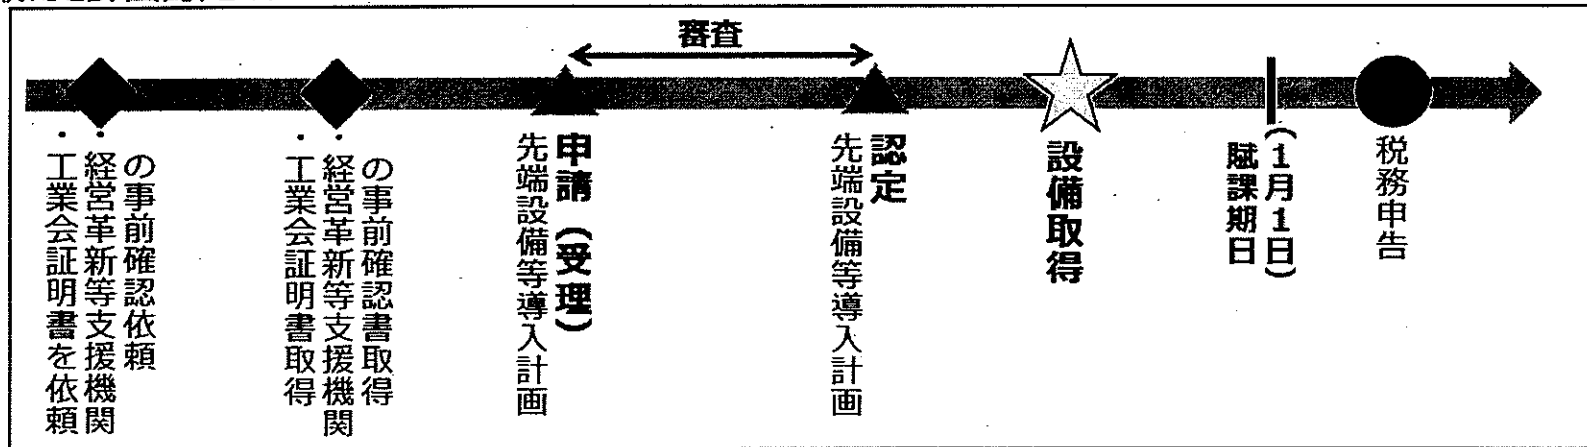 審査
・経営革新等支援機関
の事前確認依頼
・工業会証明書を依頼
・経営革新等支援機関
の事前確認書取得
・工業会証明書取得
申請（受理）
先端設備等導入計画
認定
先端設備等導入計画
設備取得
（1月1日）
賦課期日
税務申告